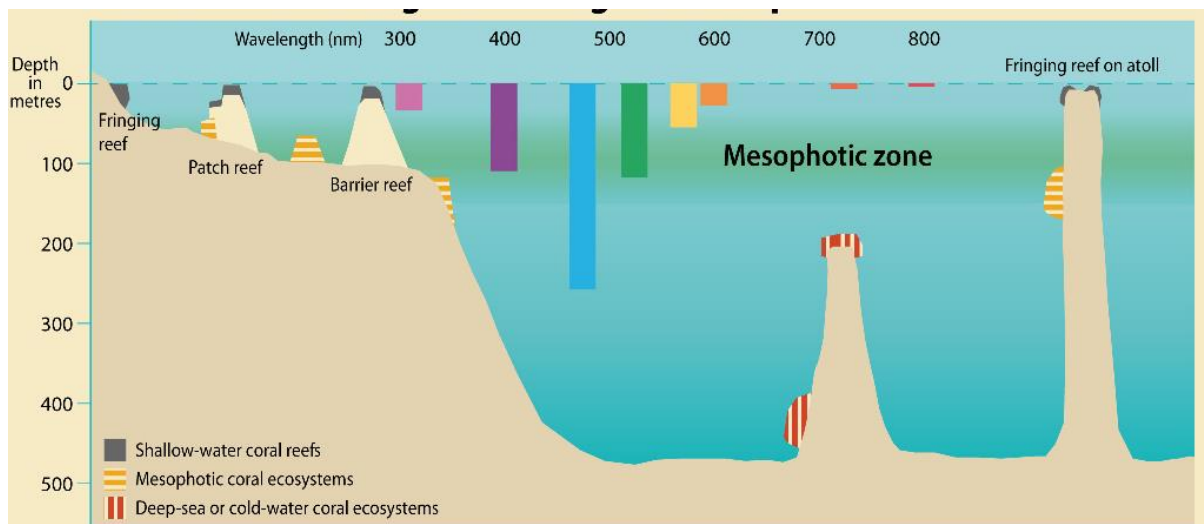 Wavelength (nm) 300 400 500 600 700 800
Depth
in
metres
0
100
200
300
400
500
Fringing reef on atoll
Fringing
reef
Patch reef
Barrier reef
Mesophotic zone
Shallow-water coral reefs
Mesophotic coral ecosystems
Deep-sea or cold-water coral ecosystems